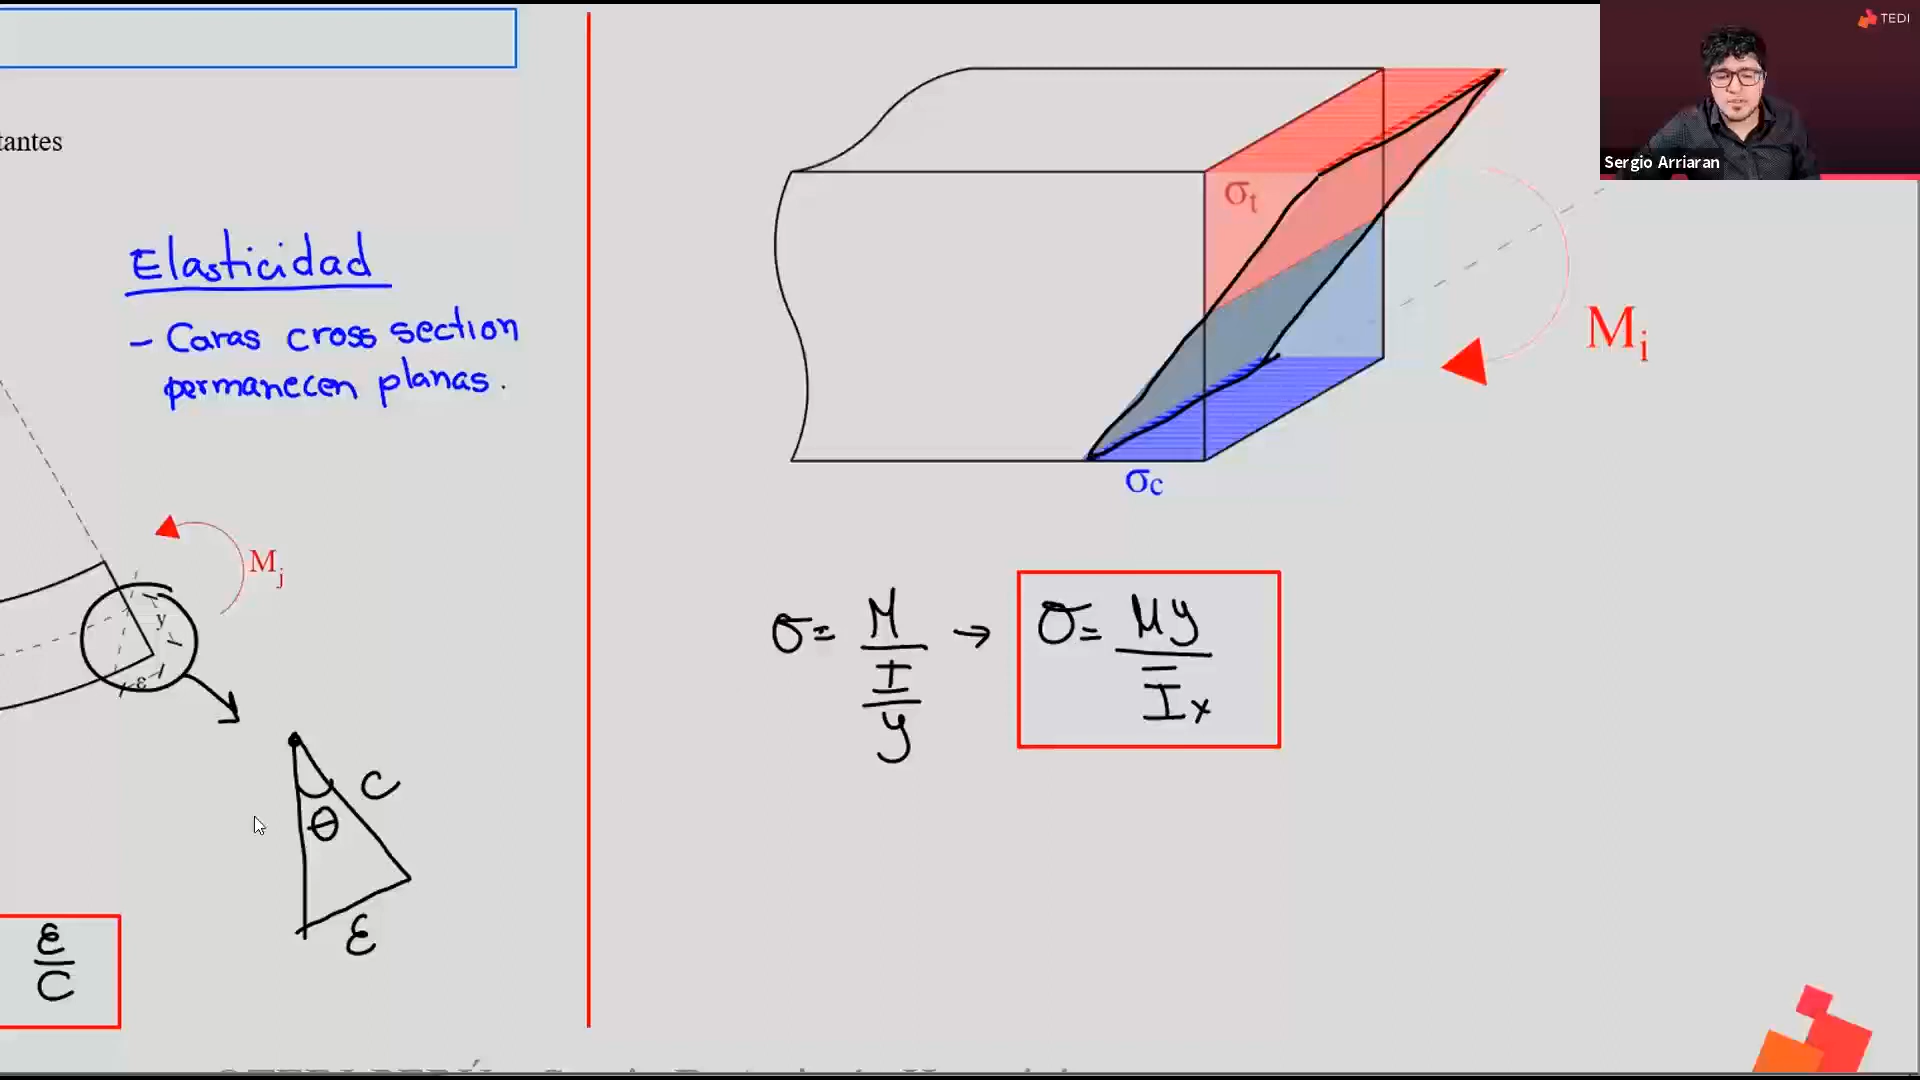 TEDI
Sergio Arriaran
tantes
Elasticidad
- Caras cross section
permanecen planas.
σt
σc
Mi
Mj
y
ε
C
θ
ε
ε
C
σ = M
I
y
→
σ = My
Ix